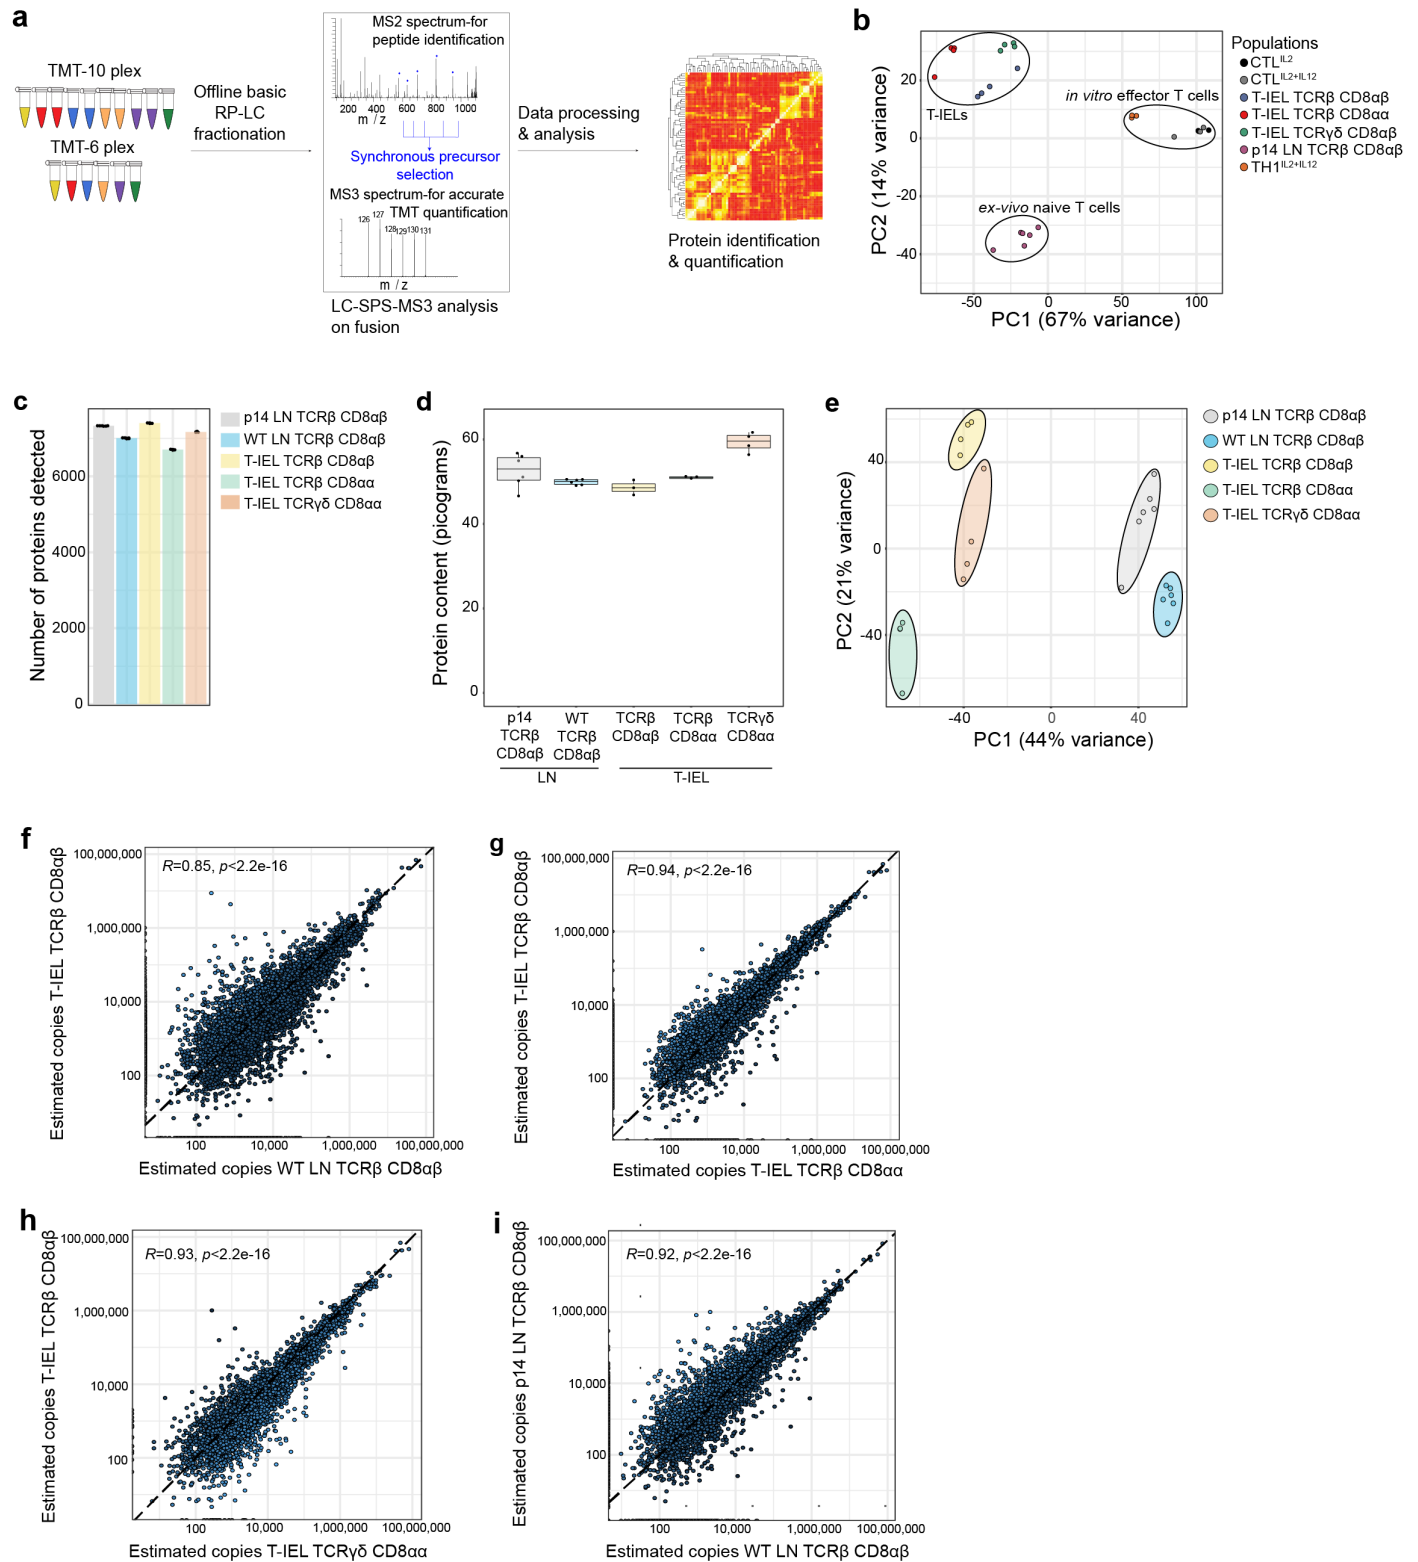 a
TMT-10 plex
TMT-6 plex
Offline basic
RP-LC
fractionation
MS2 spectrum-for
peptide identification
200 400 600 800 1000
m / z
Synchronous precursor
selection
MS3 spectrum-for accurate
TMT quantification
126 127 128 129 130 131
m / z
LC-SPS-MS3 analysis
on fusion
Data processing
& analysis
Protein identification
& quantification
b
PC2 (14% variance)
20
0
-20
-40
T-IELs
in vitro effector T cells
ex-vivo naive T cells
-50 0 50 100
PC1 (67% variance)
Populations
CTLIL2
CTLIL2+IL12
T-IEL TCRβ CD8αβ
T-IEL TCRβ CD8αα
T-IEL TCRγδ CD8αβ
p14 LN TCRβ CD8αβ
TH1IL2+IL12
c
Number of proteins detected
6000
4000
2000
0
p14 LN TCRβ CD8αβ
WT LN TCRβ CD8αβ
T-IEL TCRβ CD8αβ
T-IEL TCRβ CD8αα
T-IEL TCRγδ CD8αα
d
Protein content (picograms)
60
40
20
0
p14 WT TCRβ TCRβ TCRγδ
TCRβ TCRβ CD8αβ CD8αα CD8αα
CD8αβ CD8αβ
LN T-IEL
e
PC2 (21% variance)
40
0
-40
-40 0 40
PC1 (44% variance)
p14 LN TCRβ CD8αβ
WT LN TCRβ CD8αβ
T-IEL TCRβ CD8αβ
T-IEL TCRβ CD8αα
T-IEL TCRγδ CD8αα
f
Estimated copies T-IEL TCRβ CD8αβ
R=0.85, p<2.2e-16
100,000,000
1,000,000
10,000
100
100 10,000 1,000,000 100,000,000
Estimated copies WT LN TCRβ CD8αβ
g
Estimated copies T-IEL TCRβ CD8αβ
R=0.94, p<2.2e-16
100,000,000
1,000,000
10,000
100
100 10,000 1,000,000 100,000,000
Estimated copies T-IEL TCRβ CD8αα
h
Estimated copies T-IEL TCRβ CD8αβ
R=0.93, p<2.2e-16
100,000,000
1,000,000
10,000
100
100 10,000 1,000,000 100,000,000
Estimated copies T-IEL TCRγδ CD8αα
i
Estimated copies p14 LN TCRβ CD8αβ
R=0.92, p<2.2e-16
100,000,000
1,000,000
10,000
100
100 10,000 1,000,000 100,000,000
Estimated copies WT LN TCRβ CD8αβ